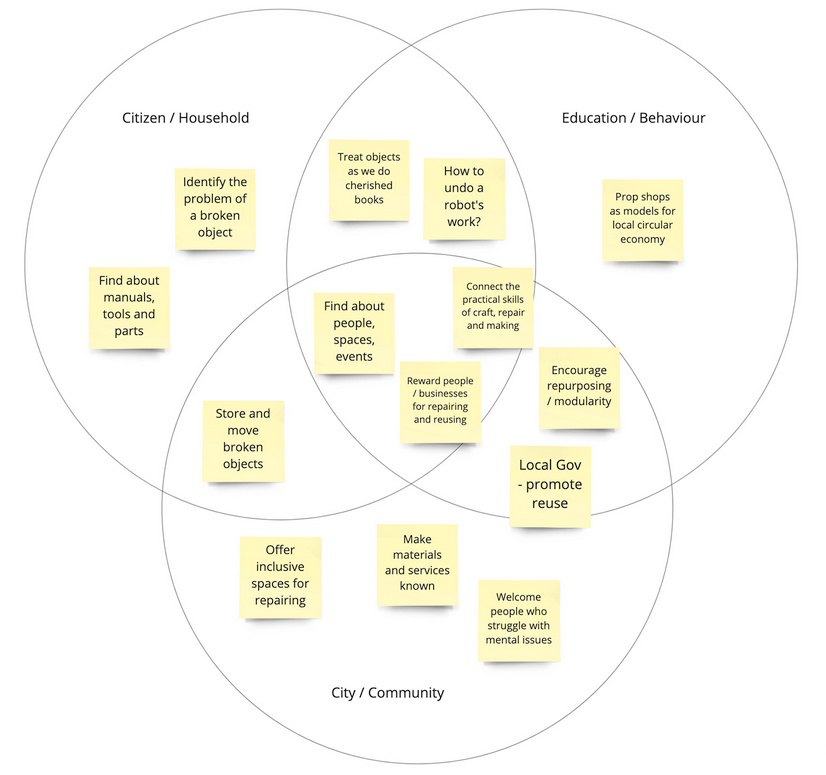 Citizen / Household
Education / Behaviour
Treat objects
as we do
cherished
books
How to
undo a
robot's
work?
Identify the
problem of
a broken
object
Prop shops
as models for
local circular
economy
Find about
manuals,
tools and
parts
Find about
people,
spaces,
events
Connect the
practical skills
of craft, repair
and making
Reward people
/ businesses
for repairing
and reusing
Encourage
repurposing
/ modularity
Store and
move
broken
objects
Local Gov
- promote
reuse
Offer
inclusive
spaces for
repairing
Make
materials
and services
known
Welcome
people who
struggle with
mental issues
City / Community